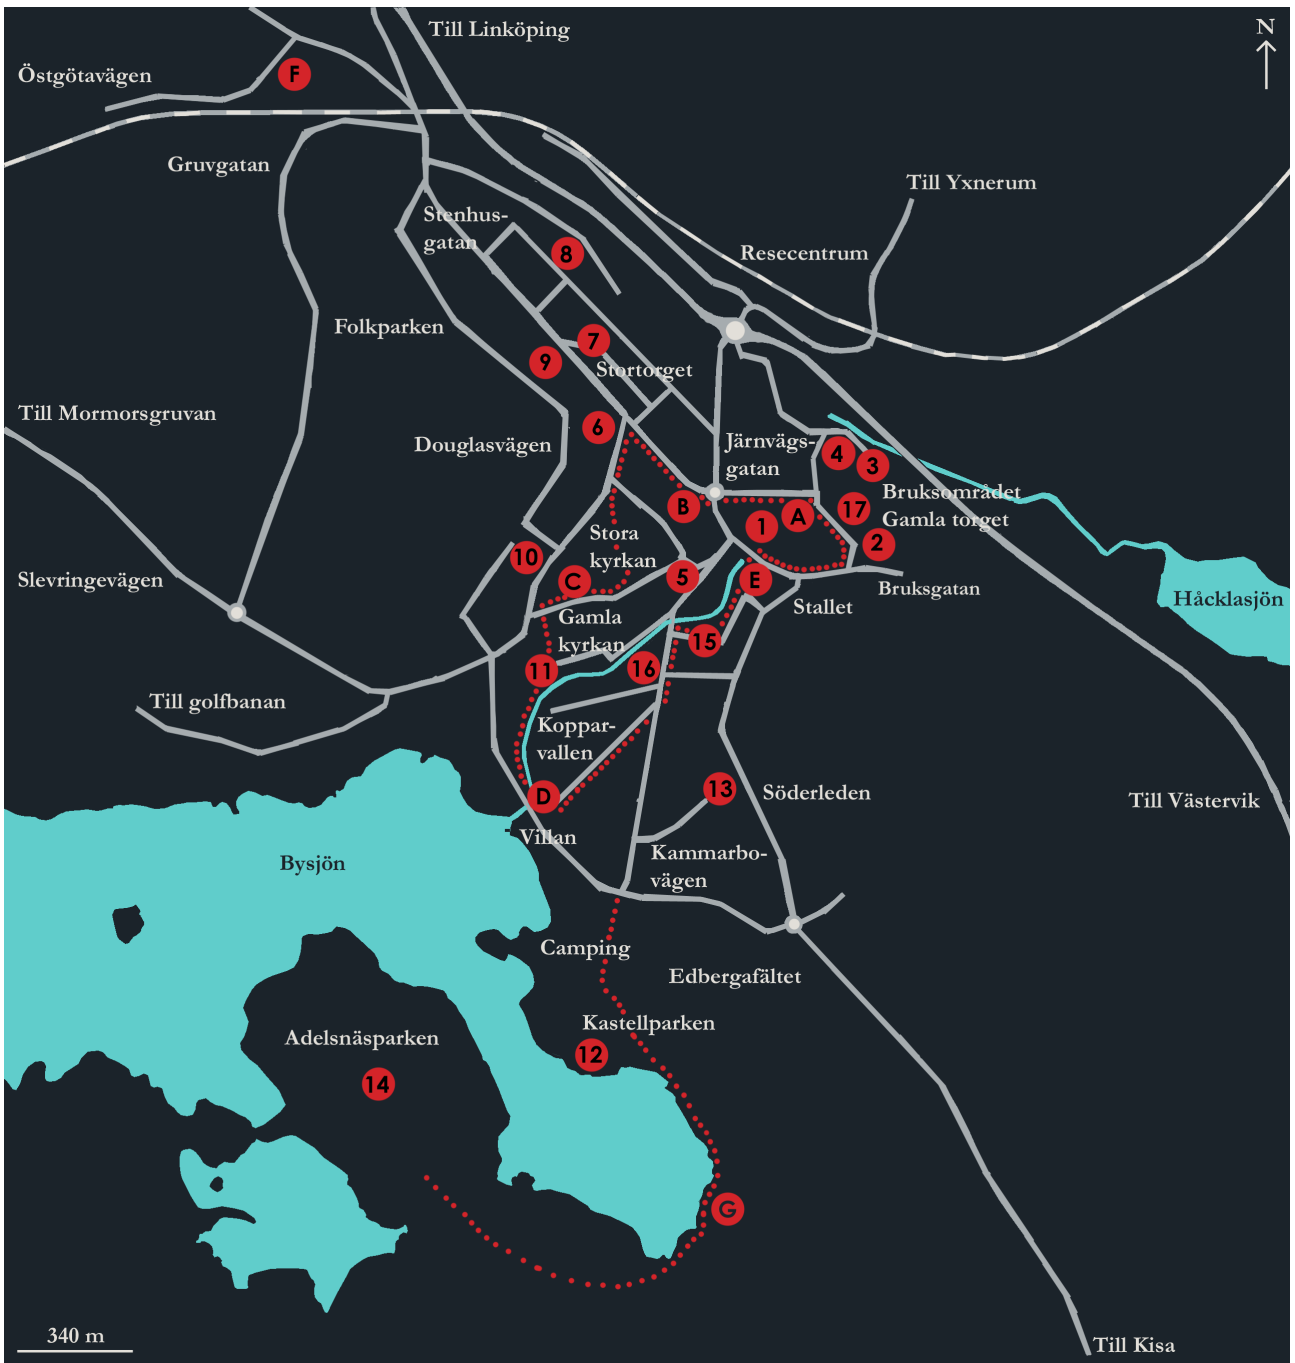 Till Linköping
N
Östgötavägen
F
Gruvgatan
Till Yxnerum
Stenhus-
gatan
8
Resecentrum
Folkparken
7
9
Stortorget
Till Mormorsgruvan
6
Douglasvägen
Järnvägs-
gatan
4
3
Bruksområdet
B
A
17
Gamla torget
1
2
Stora
kyrkan
10
C
5
E
Slevringevägen
Bruksgatan
Stallet
Håcklasjön
Gamla
kyrkan
15
11
16
Till golfbanan
Koppar-
vallen
D
13
Söderleden
Till Västervik
Villan
Bysjön
Kammarbo-
vägen
Camping
Edbergafältet
Kastellparken
Adelsnäsparken
12
14
G
340 m
Till Kisa